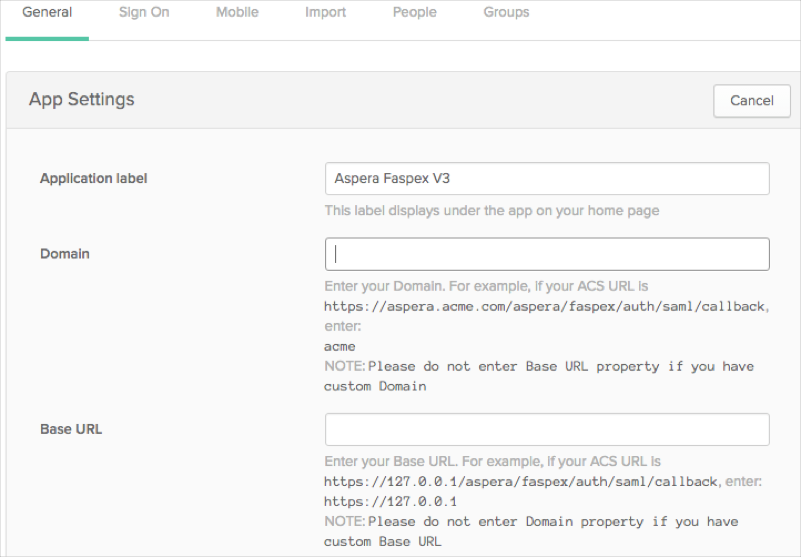 General Sign On Mobile Import People Groups
App Settings Cancel
Application label Aspera Faspex V3
This label displays under the app on your home page
Domain
Enter your Domain. For example, if your ACS URL is
https://aspera.acme.com/aspera/faspex/auth/saml/callback,
enter:
acme
NOTE: Please do not enter Base URL property if you have
custom Domain
Base URL
Enter your Base URL. For example, if your ACS URL is
https://127.0.0.1/aspera/faspex/auth/saml/callback, enter:
https://127.0.0.1
NOTE: Please do not enter Domain property if you have
custom Base URL